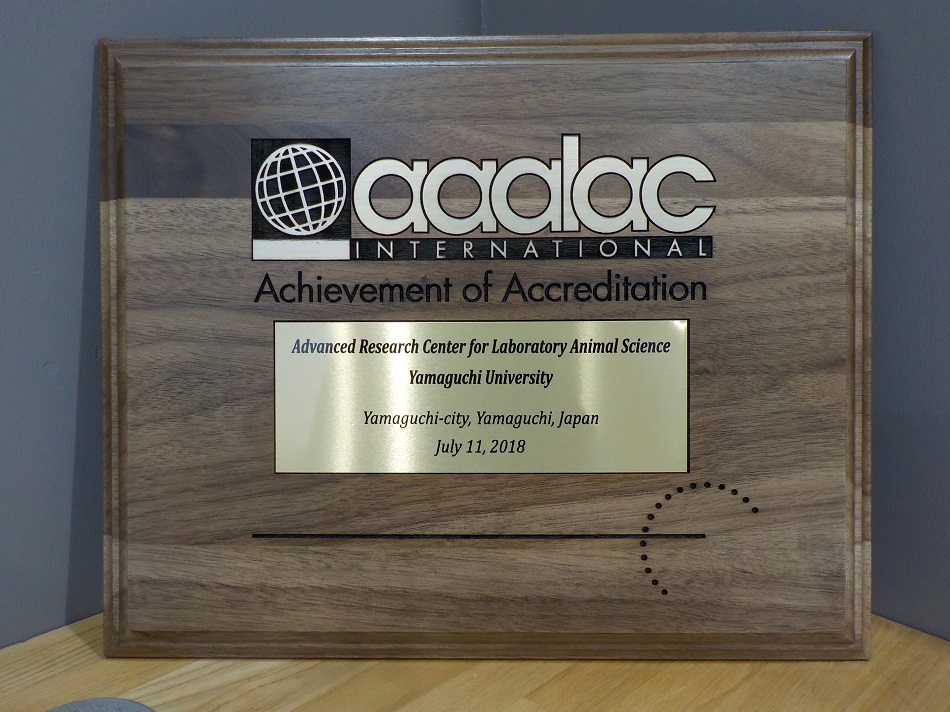 aaalac
INTERNATIONAL
Achievement of Accreditation
Advanced Research Center for Laboratory Animal Science
Yamaguchi University
Yamaguchi-city, Yamaguchi, Japan
July 11, 2018